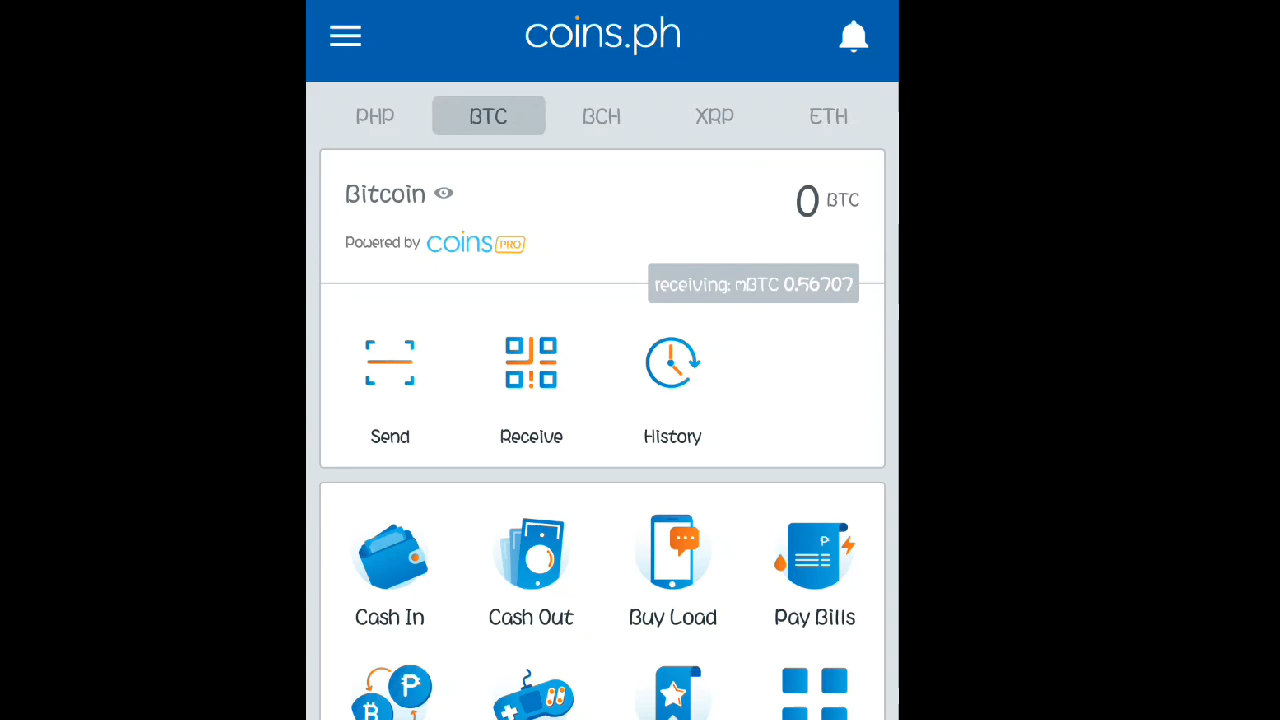 coins.ph
PHP BTC BCH XRP ETH
Bitcoin 0 BTC
Powered by coins PRO
receiving: mBTC 0.56707
Send Receive History
Cash In Cash Out Buy Load Pay Bills